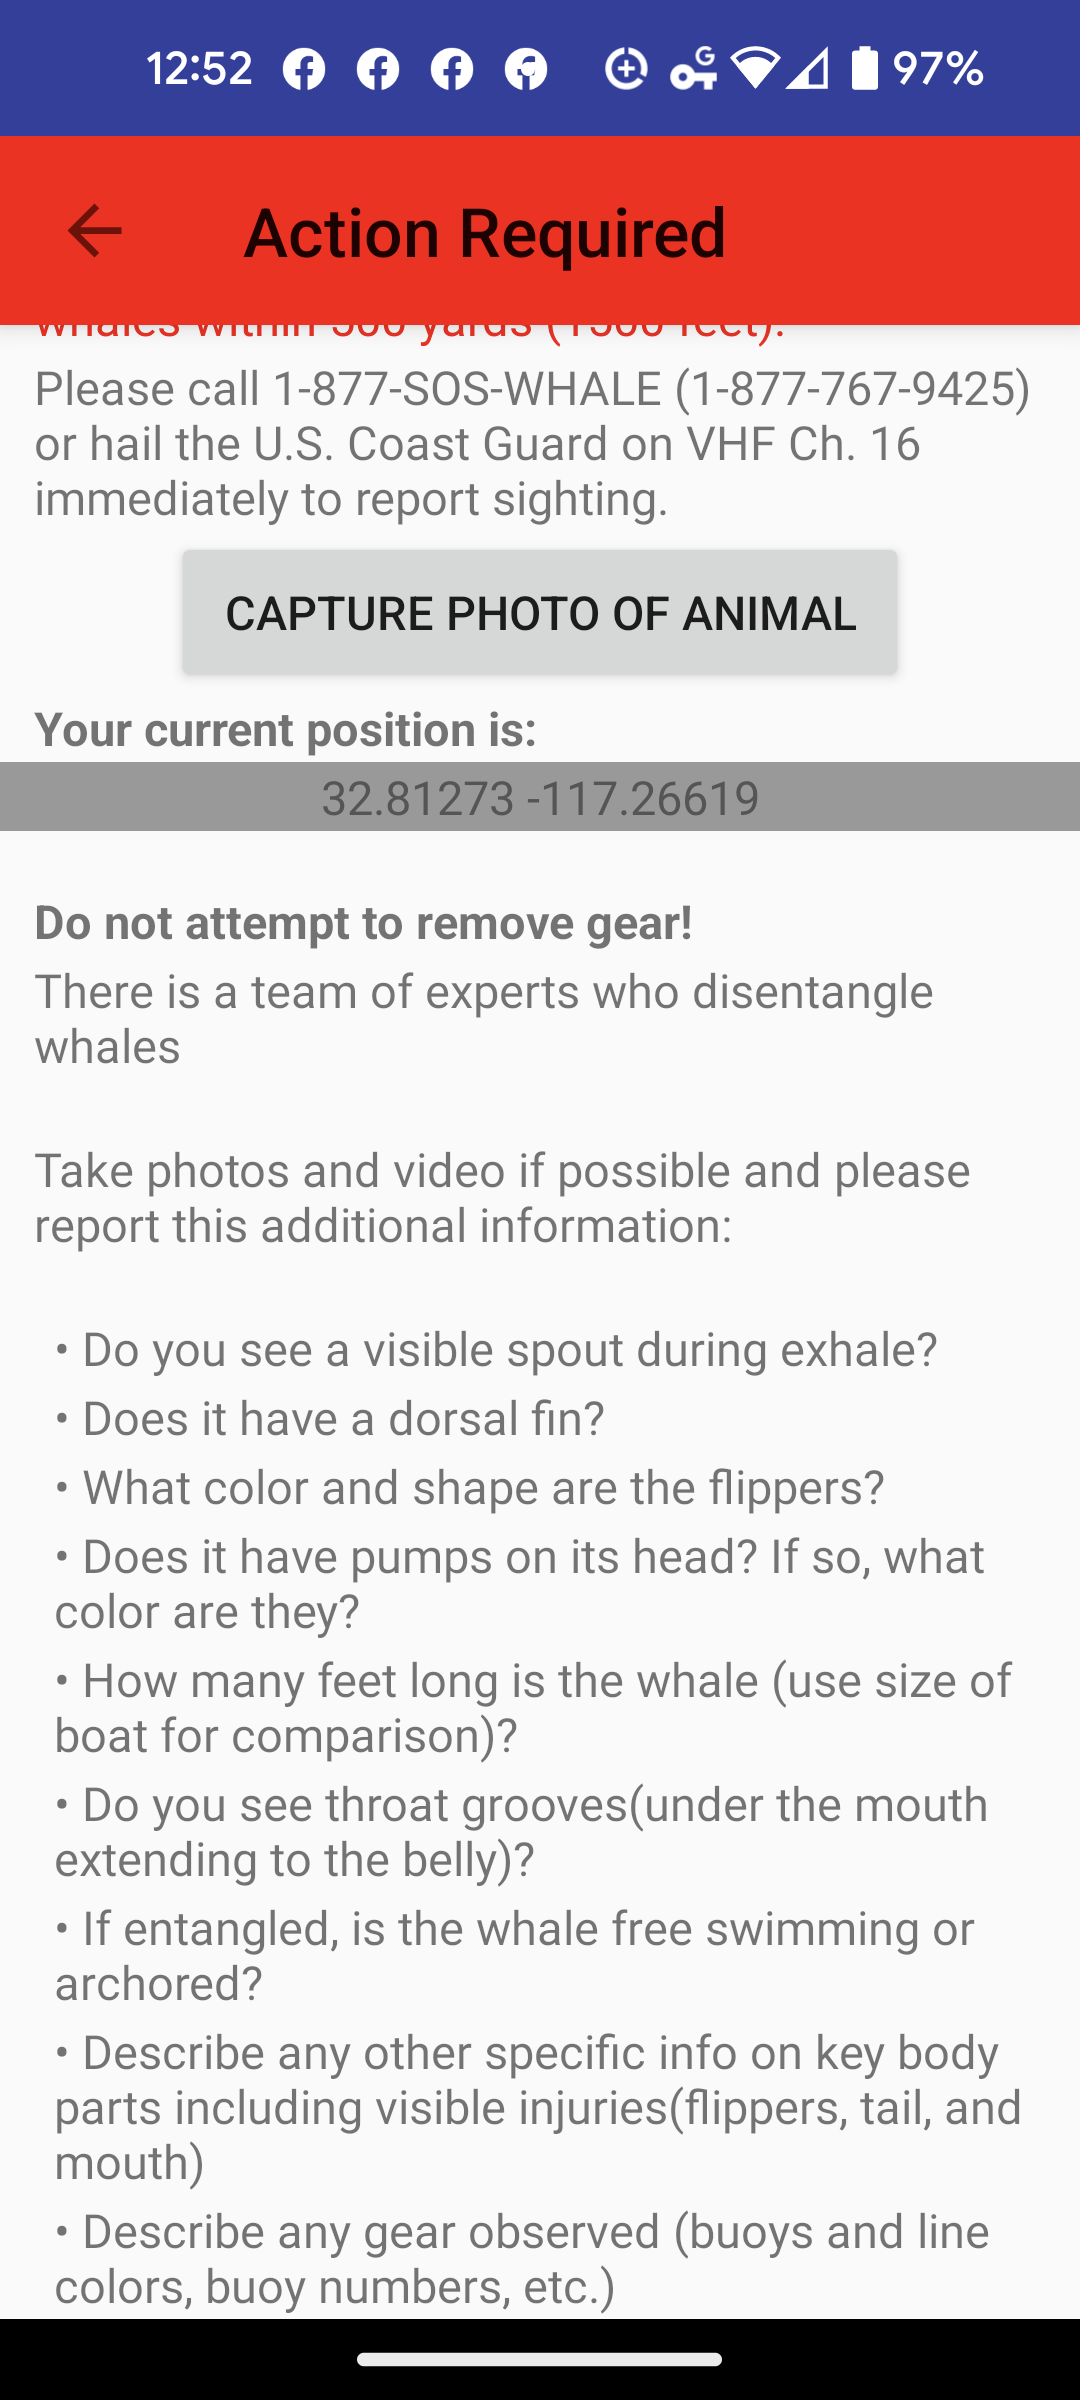 12:52 G 97%
Action Required
whales within 500 yards (1500 feet).
Please call 1-877-SOS-WHALE (1-877-767-9425)
or hail the U.S. Coast Guard on VHF Ch. 16
immediately to report sighting.
CAPTURE PHOTO OF ANIMAL
Your current position is:
32.81273 -117.26619
Do not attempt to remove gear!
There is a team of experts who disentangle
whales
Take photos and video if possible and please
report this additional information:
• Do you see a visible spout during exhale?
• Does it have a dorsal fin?
• What color and shape are the flippers?
• Does it have pumps on its head? If so, what
color are they?
• How many feet long is the whale (use size of
boat for comparison)?
• Do you see throat grooves(under the mouth
extending to the belly)?
• If entangled, is the whale free swimming or
archored?
• Describe any other specific info on key body
parts including visible injuries(flippers, tail, and
mouth)
• Describe any gear observed (buoys and line
colors, buoy numbers, etc.)